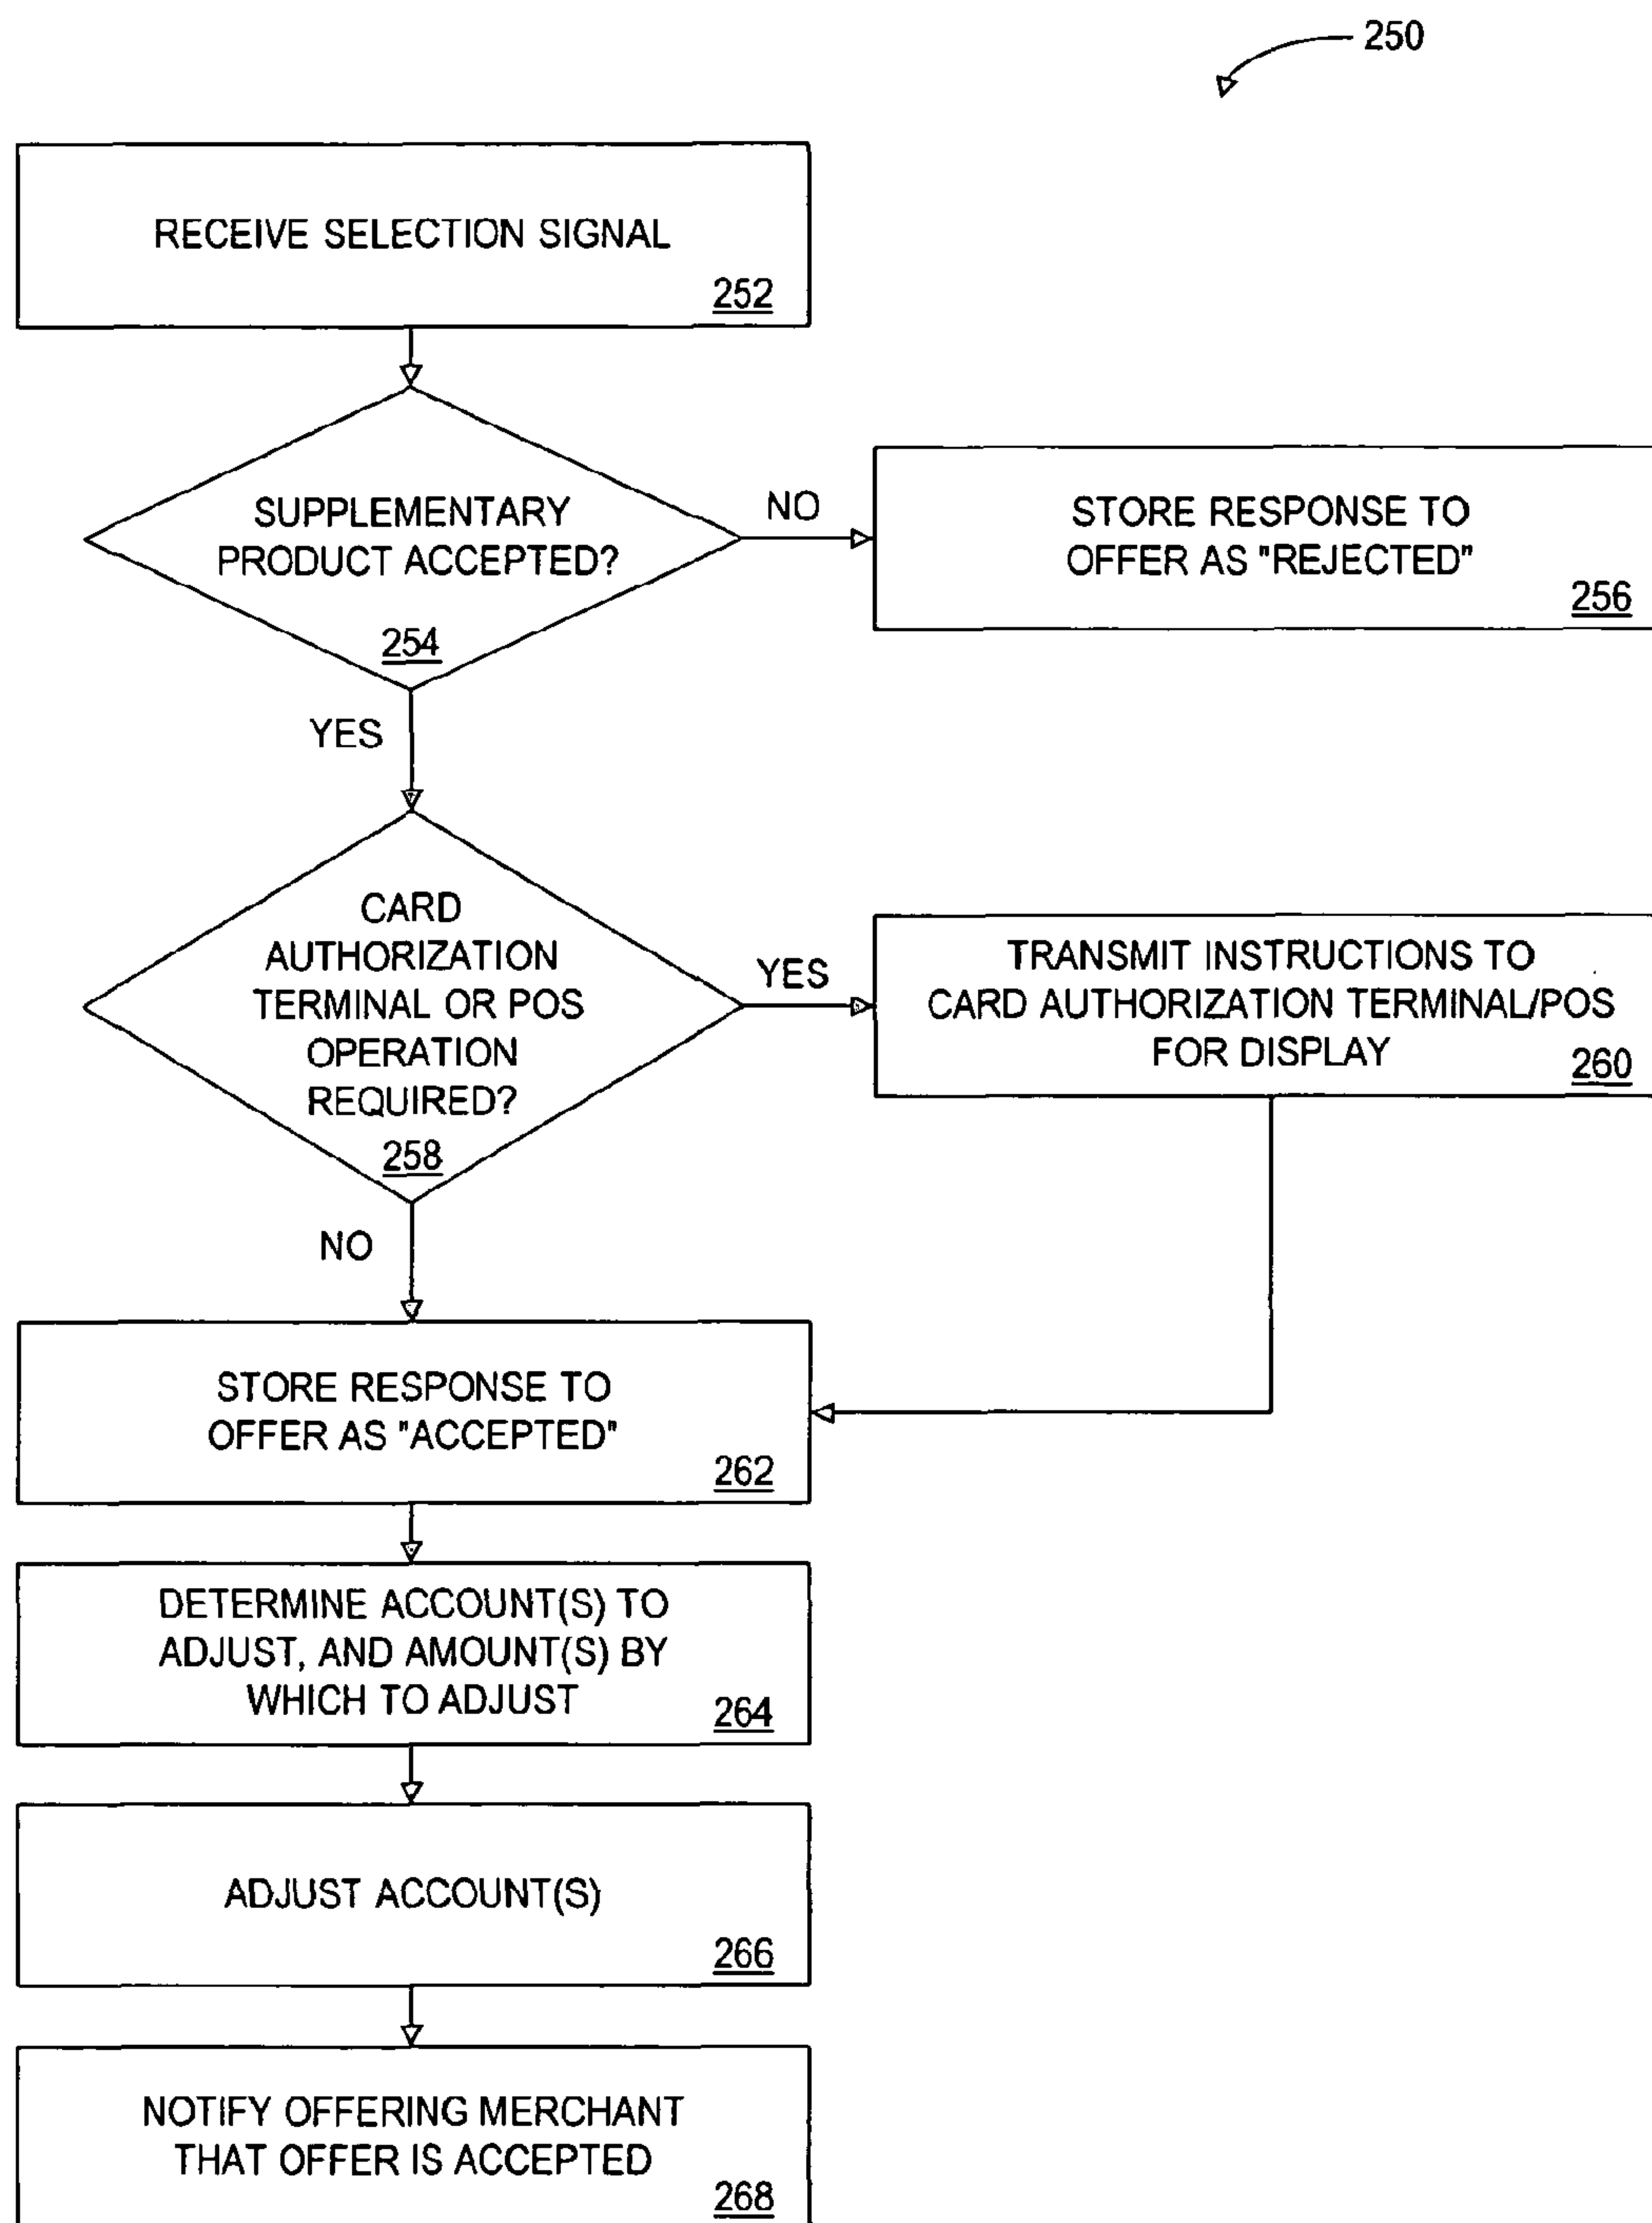 250
RECEIVE SELECTION SIGNAL
252
SUPPLEMENTARY
PRODUCT ACCEPTED?
254
NO
STORE RESPONSE TO
OFFER AS "REJECTED"
256
YES
CARD
AUTHORIZATION
TERMINAL OR POS
OPERATION
REQUIRED?
258
YES
TRANSMIT INSTRUCTIONS TO
CARD AUTHORIZATION TERMINAL/POS
FOR DISPLAY
260
NO
STORE RESPONSE TO
OFFER AS "ACCEPTED"
262
DETERMINE ACCOUNT(S) TO
ADJUST, AND AMOUNT(S) BY
WHICH TO ADJUST
264
ADJUST ACCOUNT(S)
266
NOTIFY OFFERING MERCHANT
THAT OFFER IS ACCEPTED
268